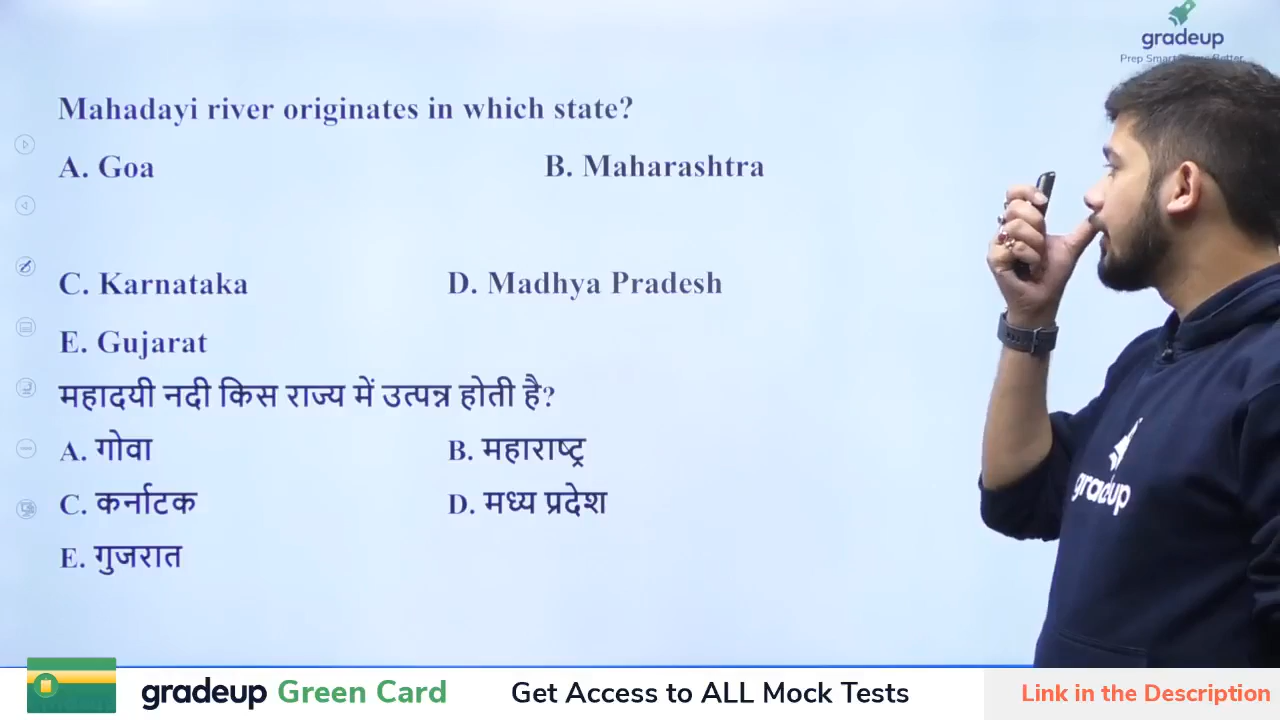 gradeup
Mahadayi river originates in which state?
A. Goa B. Maharashtra
C. Karnataka D. Madhya Pradesh
E. Gujarat
महादयी नदी किस राज्य में उत्पन्न होती है?
A. गोवा B. महाराष्ट्र
C. कर्नाटक D. मध्य प्रदेश
E. गुजरात
gradeup
gradeup Green Card Get Access to ALL Mock Tests Link in the Description